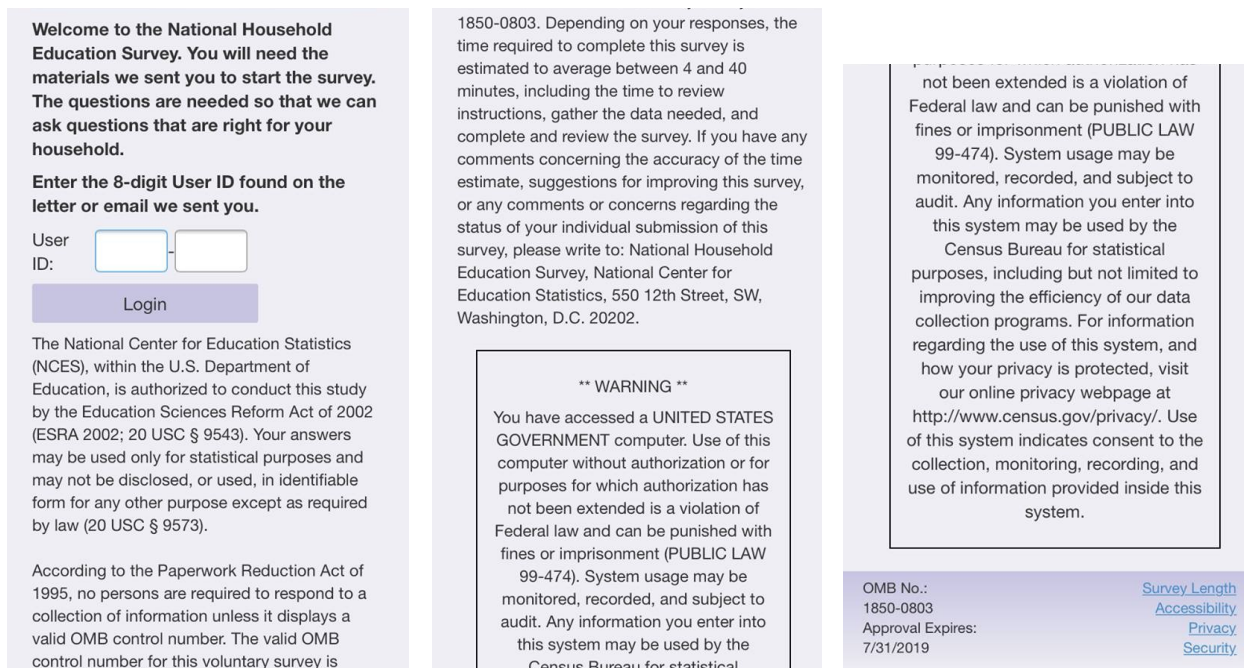 Welcome to the National Household
Education Survey. You will need the
materials we sent you to start the survey.
The questions are needed so that we can
ask questions that are right for your
household.
Enter the 8-digit User ID found on the
letter or email we sent you.
User
ID:
-
Login
The National Center for Education Statistics
(NCES), within the U.S. Department of
Education, is authorized to conduct this study
by the Education Sciences Reform Act of 2002
(ESRA 2002; 20 USC § 9543). Your answers
may be used only for statistical purposes and
may not be disclosed, or used, in identifiable
form for any other purpose except as required
by law (20 USC § 9573).
According to the Paperwork Reduction Act of
1995, no persons are required to respond to a
collection of information unless it displays a
valid OMB control number. The valid OMB
control number for this voluntary survey is
1850-0803. Depending on your responses, the
time required to complete this survey is
estimated to average between 4 and 40
minutes, including the time to review
instructions, gather the data needed, and
complete and review the survey. If you have any
comments concerning the accuracy of the time
estimate, suggestions for improving this survey,
or any comments or concerns regarding the
status of your individual submission of this
survey, please write to: National Household
Education Survey, National Center for
Education Statistics, 550 12th Street, SW,
Washington, D.C. 20202.
** WARNING **
You have accessed a UNITED STATES
GOVERNMENT computer. Use of this
computer without authorization or for
purposes for which authorization has
not been extended is a violation of
Federal law and can be punished with
fines or imprisonment (PUBLIC LAW
99-474). System usage may be
monitored, recorded, and subject to
audit. Any information you enter into
this system may be used by the
Census Bureau for statistical
purposes for which authorization has
not been extended is a violation of
Federal law and can be punished with
fines or imprisonment (PUBLIC LAW
99-474). System usage may be
monitored, recorded, and subject to
audit. Any information you enter into
this system may be used by the
Census Bureau for statistical
purposes, including but not limited to
improving the efficiency of our data
collection programs. For information
regarding the use of this system, and
how your privacy is protected, visit
our online privacy webpage at
http://www.census.gov/privacy/. Use
of this system indicates consent to the
collection, monitoring, recording, and
use of information provided inside this
system.
OMB No.:
1850-0803
Approval Expires:
7/31/2019
Survey Length
Accessibility
Privacy
Security